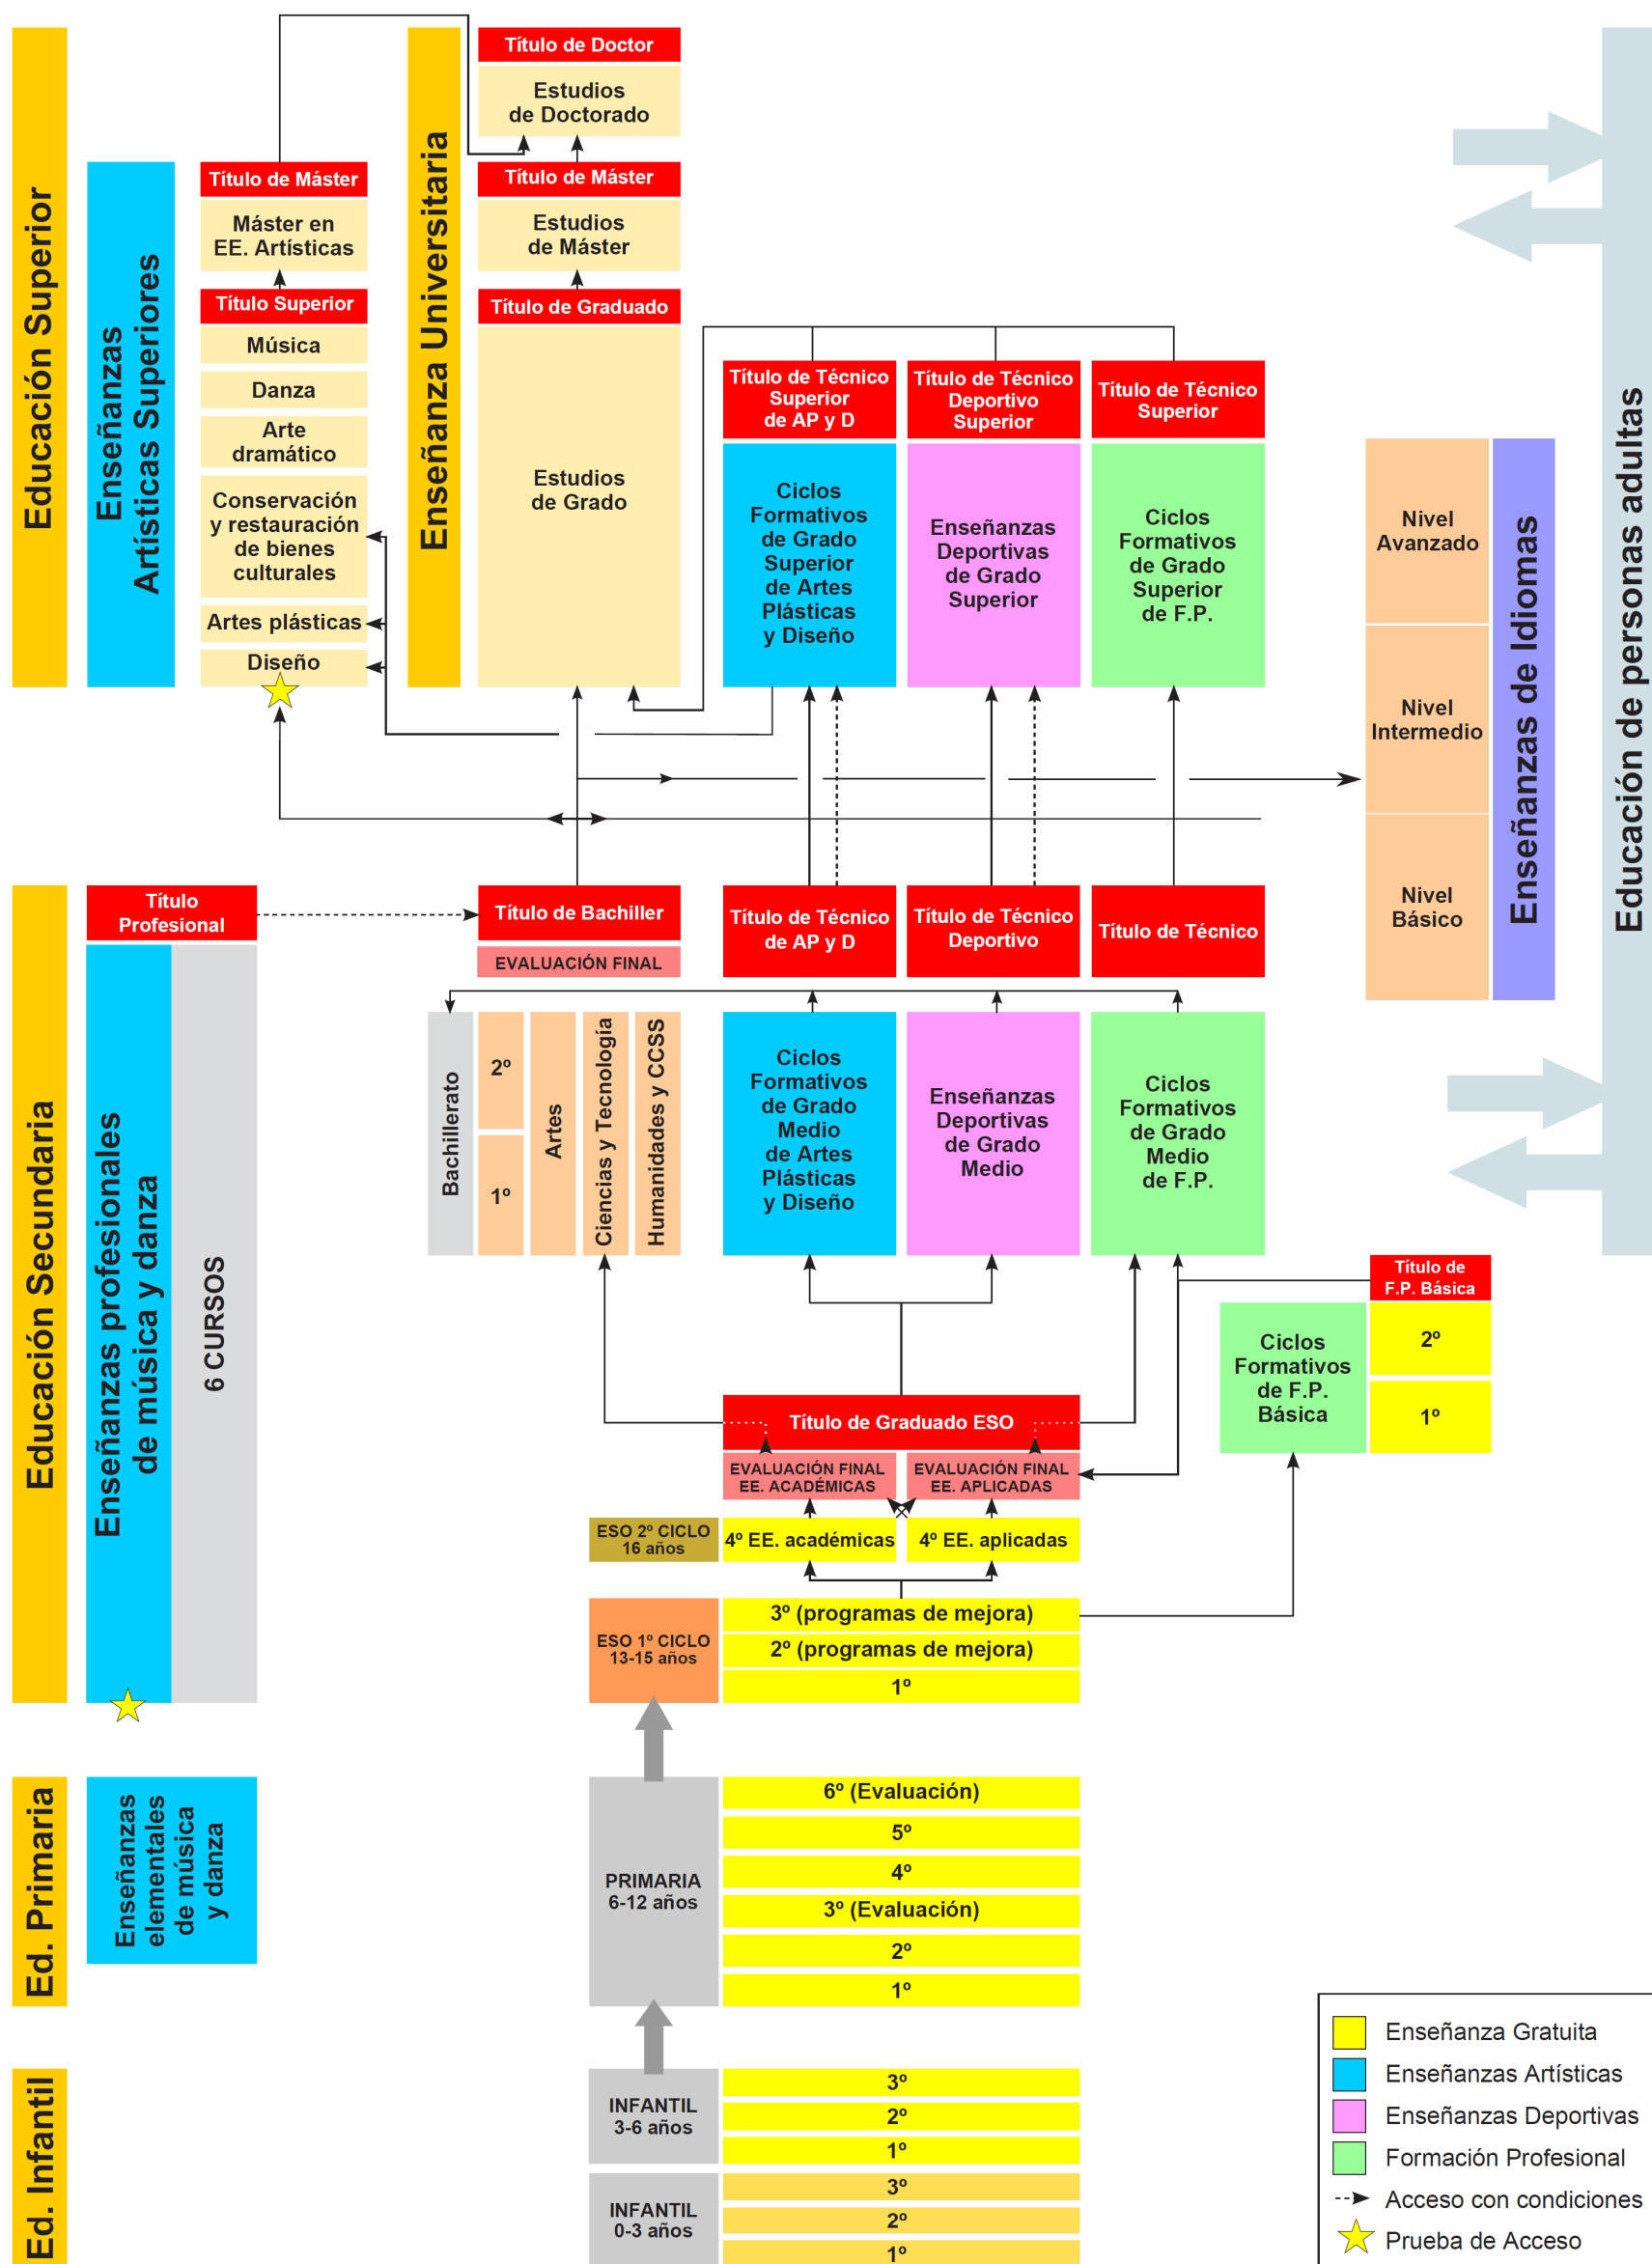 Educación Superior
Enseñanzas
Artísticas Superiores
Título de Máster
Máster en
EE. Artísticas
Título Superior
Música
Danza
Arte
dramático
Conservación
y restauración
de bienes
culturales
Artes plásticas
Diseño
Enseñanza Universitaria
Título de Doctor
Estudios
de Doctorado
Título de Máster
Estudios
de Máster
Título de Graduado
Estudios
de Grado
Título de Técnico
Superior
de AP y D
Ciclos
Formativos
de Grado
Superior
de Artes
Plásticas
y Diseño
Título de Técnico
Deportivo
Superior
Enseñanzas
Deportivas
de Grado
Superior
Título de Técnico
Superior
Ciclos
Formativos
de Grado
Superior
de F.P.
Nivel
Avanzado
Nivel
Intermedio
Nivel
Básico
Enseñanzas de Idiomas
Educación de personas adultas
Educación Secundaria
Título
Profesional
Enseñanzas profesionales
de música y danza
6 CURSOS
Título de Bachiller
EVALUACIÓN FINAL
Bachillerato
2º
1º
Artes
Ciencias y Tecnología
Humanidades y CCSS
Título de Técnico
de AP y D
Ciclos
Formativos
de Grado
Medio
de Artes
Plásticas
y Diseño
Título de Técnico
Deportivo
Enseñanzas
Deportivas
de Grado
Medio
Título de Técnico
Ciclos
Formativos
de Grado
Medio
de F.P.
Título de
F.P. Básica
Ciclos
Formativos
de F.P.
Básica
2º
1º
Título de Graduado ESO
EVALUACIÓN FINAL
EE. ACADÉMICAS
EVALUACIÓN FINAL
EE. APLICADAS
ESO 2º CICLO
16 años
4º EE. académicas
4º EE. aplicadas
ESO 1º CICLO
13-15 años
3º (programas de mejora)
2º (programas de mejora)
1º
Ed. Primaria
Enseñanzas
elementales
de música
y danza
PRIMARIA
6-12 años
6º (Evaluación)
5º
4º
3º (Evaluación)
2º
1º
Ed. Infantil
INFANTIL
3-6 años
3º
2º
1º
INFANTIL
0-3 años
3º
2º
1º
Enseñanza Gratuita
Enseñanzas Artísticas
Enseñanzas Deportivas
Formación Profesional
Acceso con condiciones
Prueba de Acceso